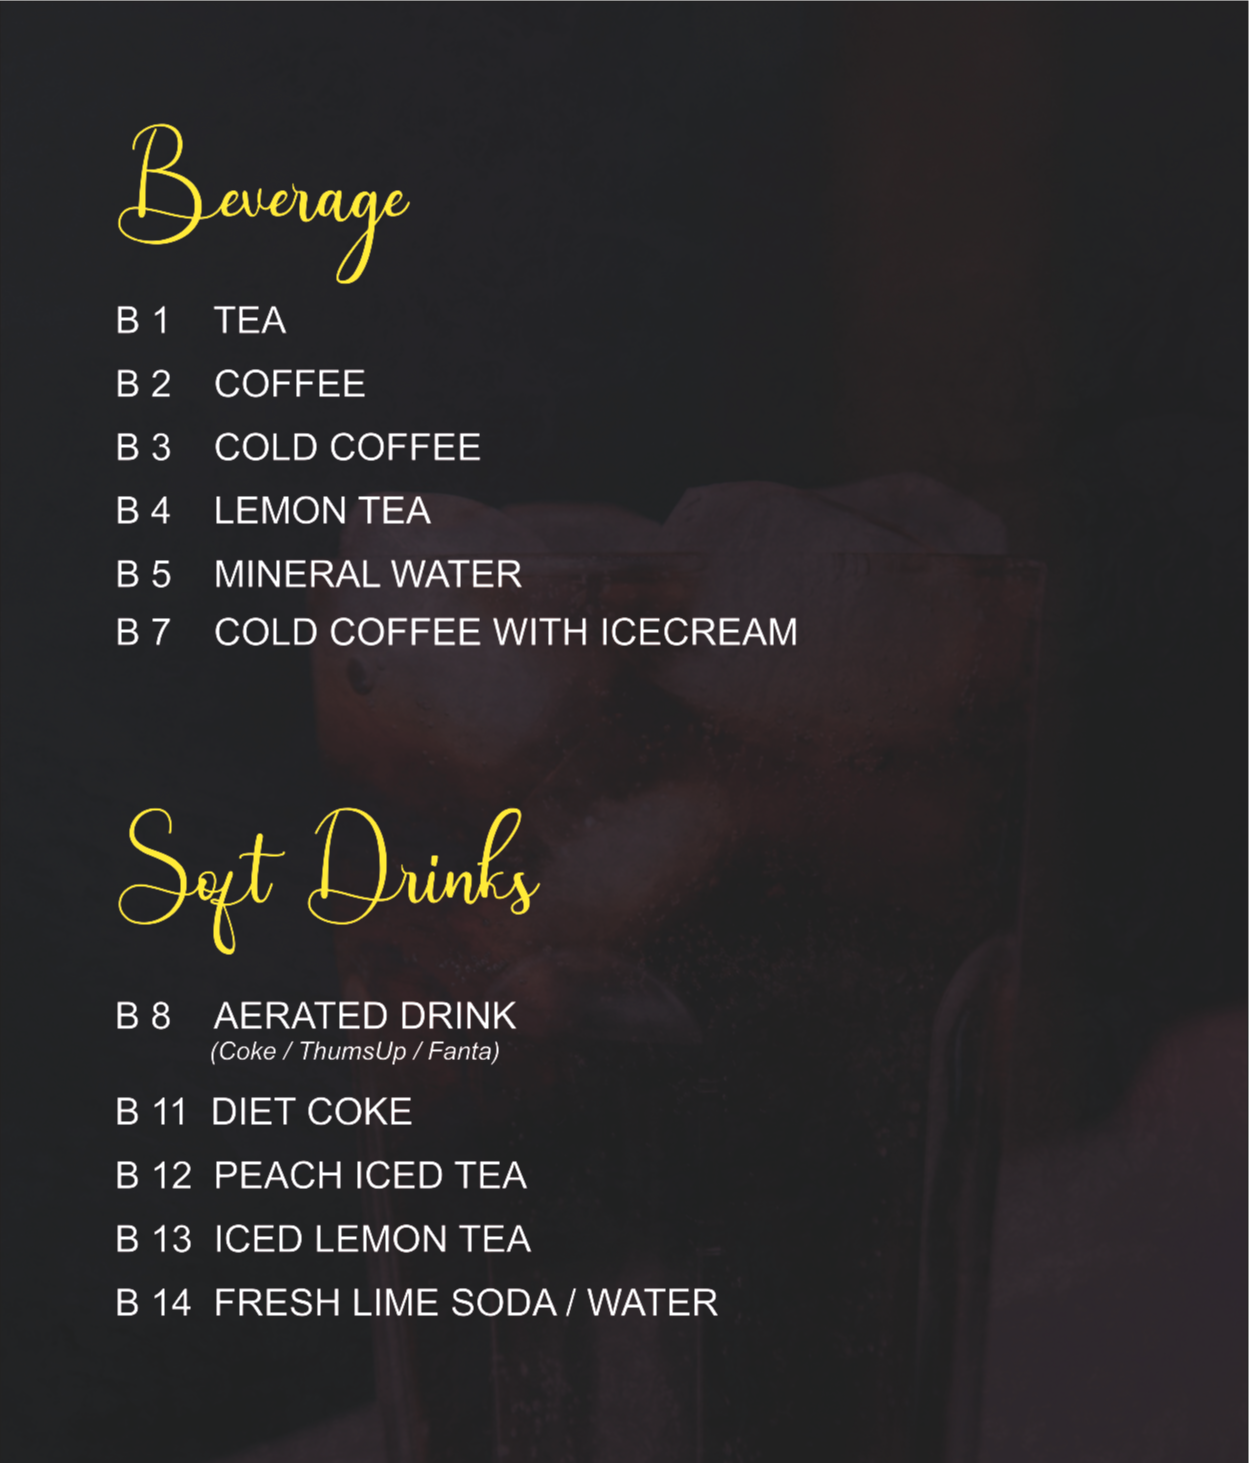 Beverage
B 1 TEA
B 2 COFFEE
B 3 COLD COFFEE
B 4 LEMON TEA
B 5 MINERAL WATER
B 7 COLD COFFEE WITH ICECREAM
Soft Drinks
B 8 AERATED DRINK
(Coke / ThumsUp / Fanta)
B 11 DIET COKE
B 12 PEACH ICED TEA
B 13 ICED LEMON TEA
B 14 FRESH LIME SODA / WATER